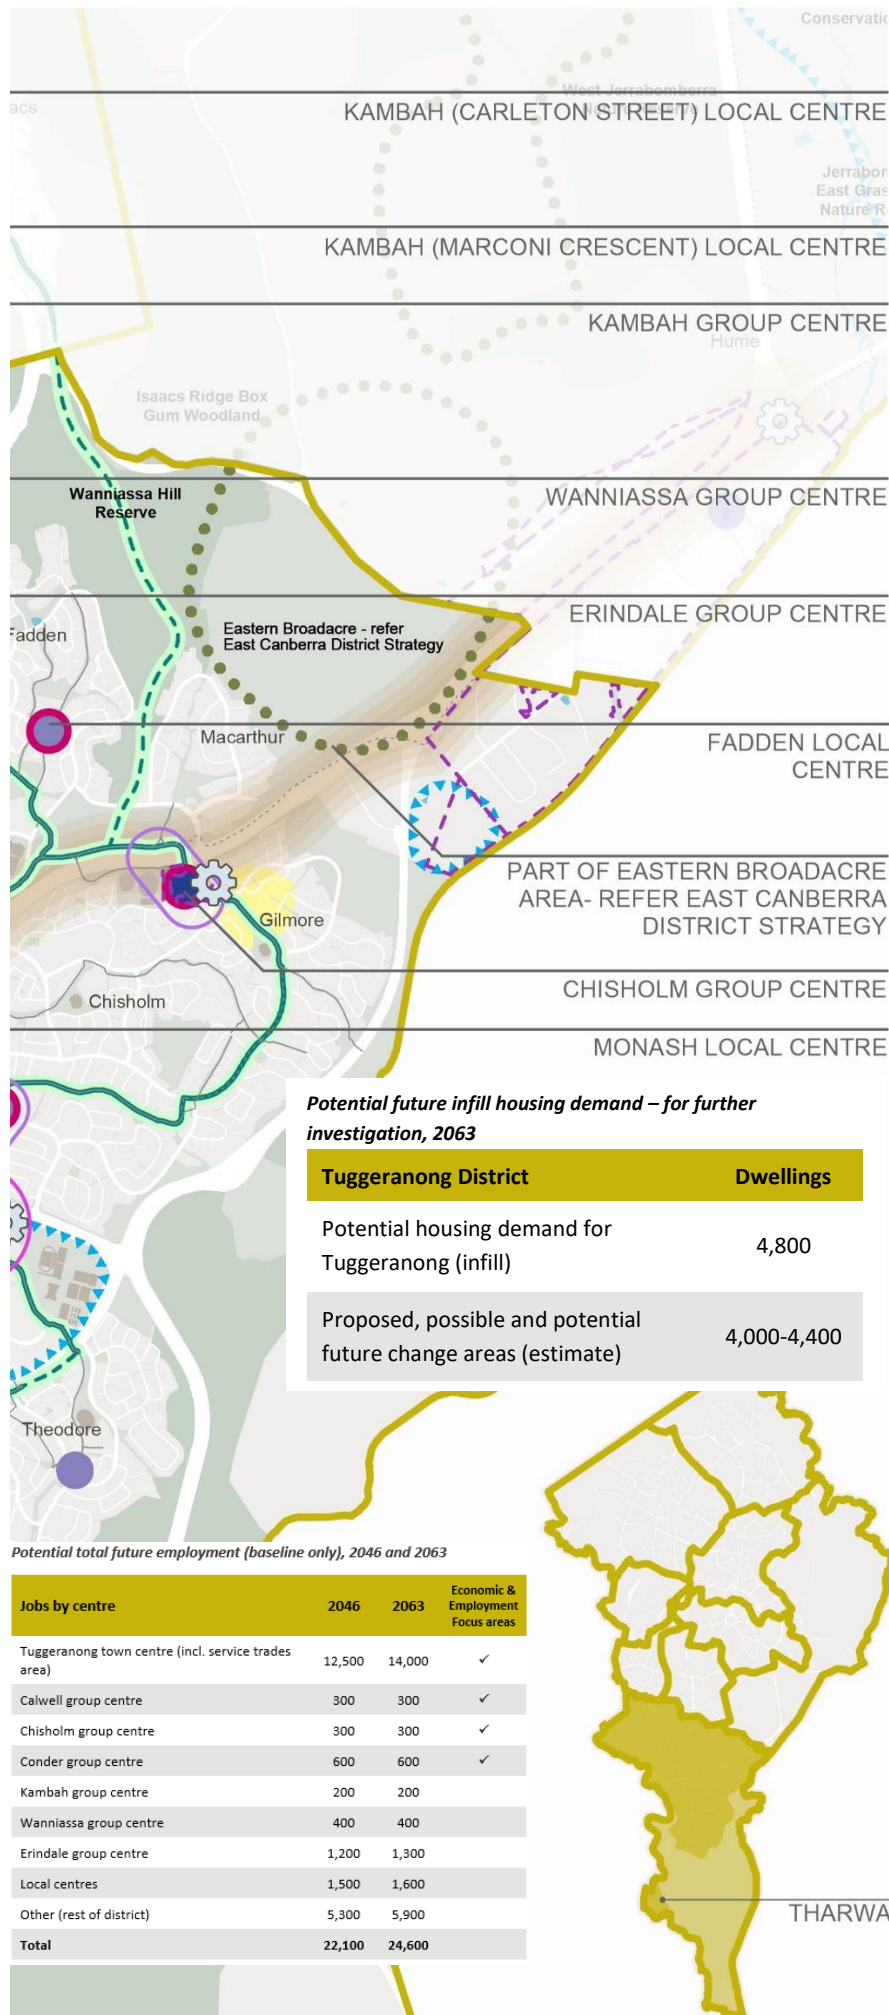 Conservatio
West Jerrabomberra
Nature Reserve
acs
KAMBAH (CARLETON STREET) LOCAL CENTRE
Jerrabor
East Gras
Nature R
KAMBAH (MARCONI CRESCENT) LOCAL CENTRE
KAMBAH GROUP CENTRE
Hume
Isaacs Ridge Box
Gum Woodland
Wanniassa Hill
Reserve
WANNIASSA GROUP CENTRE
ERINDALE GROUP CENTRE
Fadden
Eastern Broadacre - refer
East Canberra District Strategy
Macarthur
FADDEN LOCAL
CENTRE
PART OF EASTERN BROADACRE
AREA- REFER EAST CANBERRA
DISTRICT STRATEGY
Gilmore
CHISHOLM GROUP CENTRE
Chisholm
MONASH LOCAL CENTRE
Potential future infill housing demand – for further
investigation, 2063
Tuggeranong District Dwellings
Potential housing demand for
Tuggeranong (infill) 4,800
Proposed, possible and potential
future change areas (estimate) 4,000-4,400
Theodore
Potential total future employment (baseline only), 2046 and 2063
Jobs by centre 2046 2063 Economic &
Employment
Focus areas
Tuggeranong town centre (incl. service trades
area) 12,500 14,000 ✓
Calwell group centre 300 300 ✓
Chisholm group centre 300 300 ✓
Conder group centre 600 600 ✓
Kambah group centre 200 200
Wanniassa group centre 400 400
Erindale group centre 1,200 1,300
Local centres 1,500 1,600
Other (rest of district) 5,300 5,900
Total 22,100 24,600
THARWA